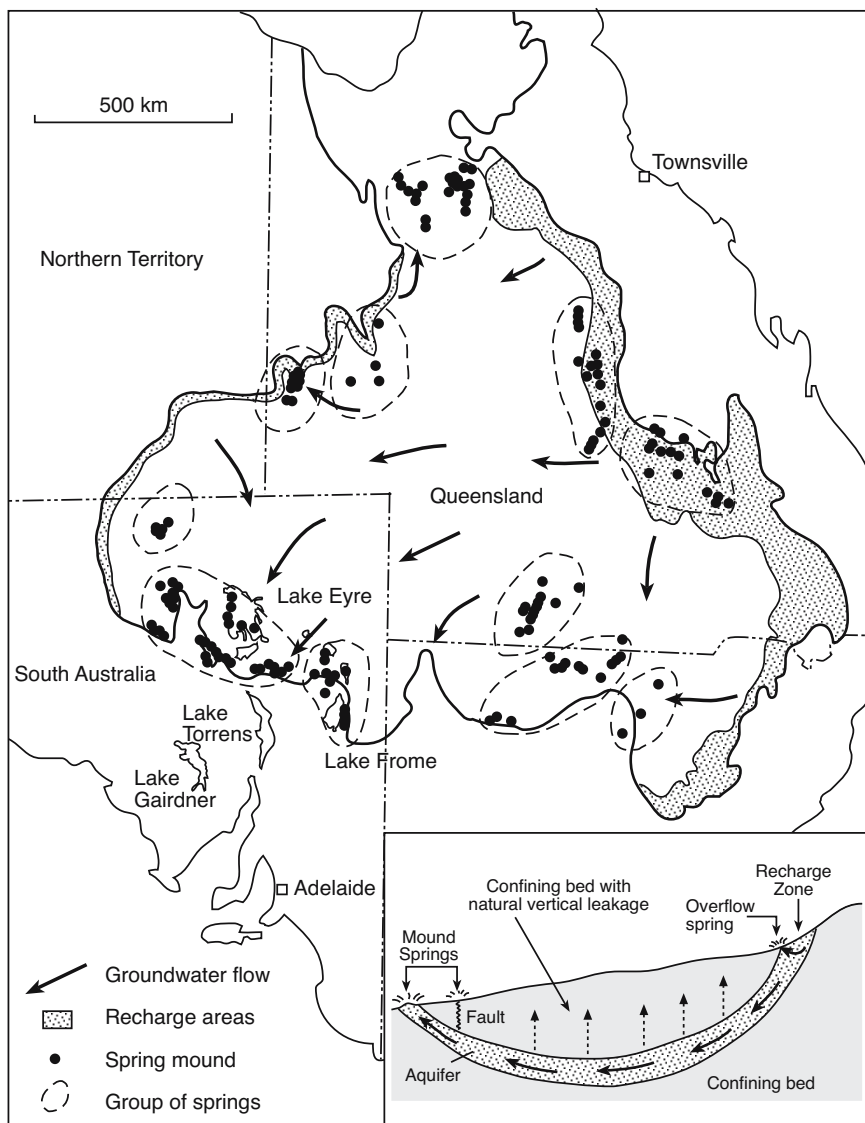 500 km
Townsville
Northern Territory
Queensland
Lake Eyre
South Australia
Lake
Torrens
Lake Frome
Lake
Gairdner
Adelaide
Groundwater flow
Recharge areas
Spring mound
Group of springs
Recharge
Zone
Confining bed with
natural vertical leakage
Overflow
spring
Mound
Springs
Fault
Aquifer
Confining bed